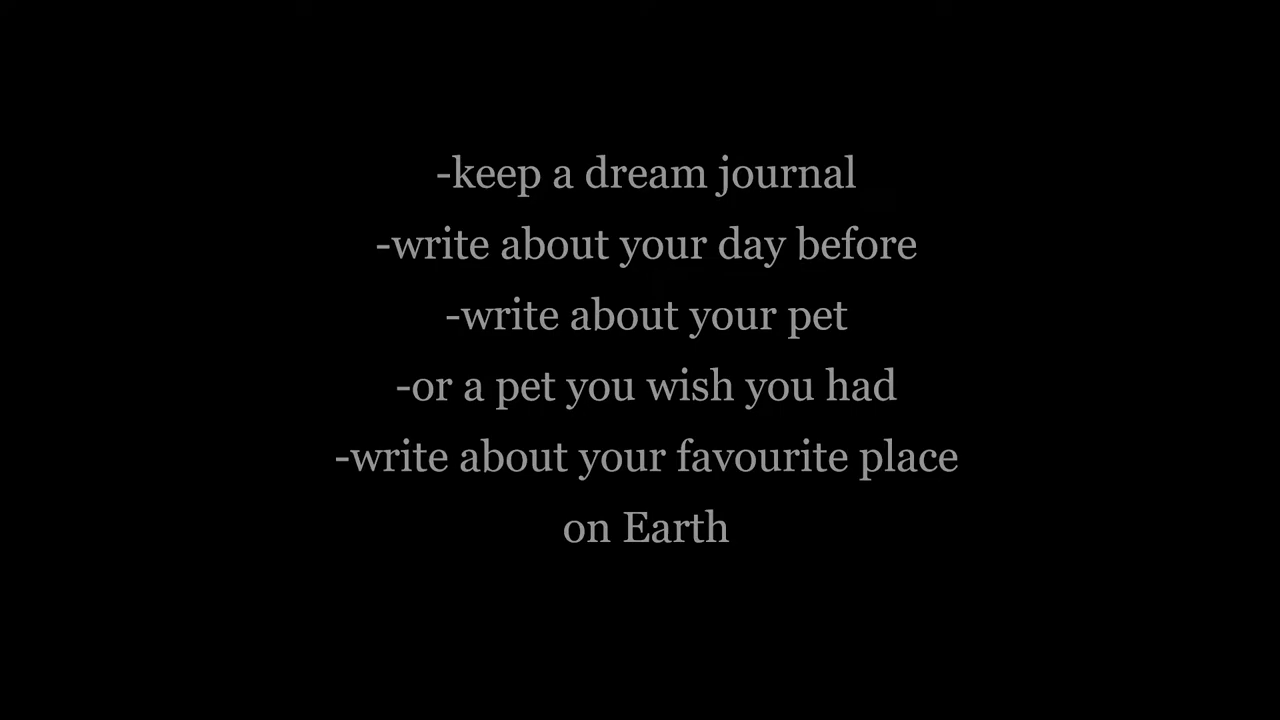 -keep a dream journal
-write about your day before
-write about your pet
-or a pet you wish you had
-write about your favourite place
on Earth